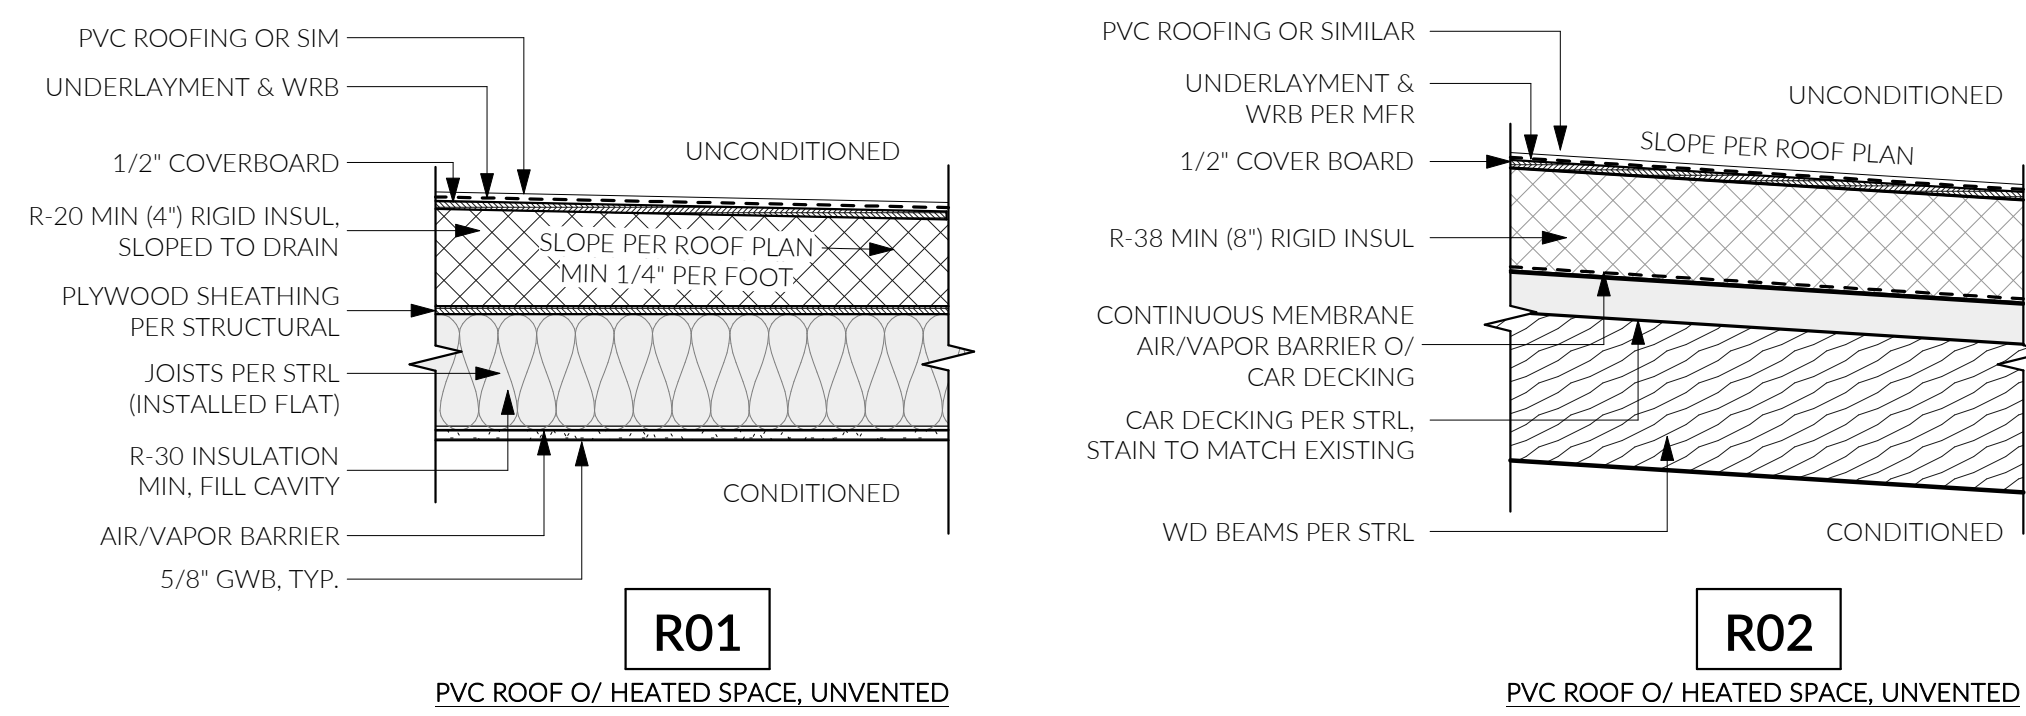 PVC ROOFING OR SIM
UNDERLAYMENT & WRB
1/2" COVERBOARD
R-20 MIN (4") RIGID INSUL,
SLOPED TO DRAIN
PLYWOOD SHEATHING
PER STRUCTURAL
JOISTS PER STRL
(INSTALLED FLAT)
R-30 INSULATION
MIN, FILL CAVITY
AIR/VAPOR BARRIER
5/8" GWB, TYP.
UNCONDITIONED
SLOPE PER ROOF PLAN
MIN 1/4" PER FOOT
CONDITIONED
R01
PVC ROOF O/ HEATED SPACE, UNVENTED
PVC ROOFING OR SIMILAR
UNDERLAYMENT &
WRB PER MFR
1/2" COVER BOARD
R-38 MIN (8") RIGID INSUL
CONTINUOUS MEMBRANE
AIR/VAPOR BARRIER O/
CAR DECKING
CAR DECKING PER STRL,
STAIN TO MATCH EXISTING
WD BEAMS PER STRL
UNCONDITIONED
SLOPE PER ROOF PLAN
CONDITIONED
R02
PVC ROOF O/ HEATED SPACE, UNVENTED